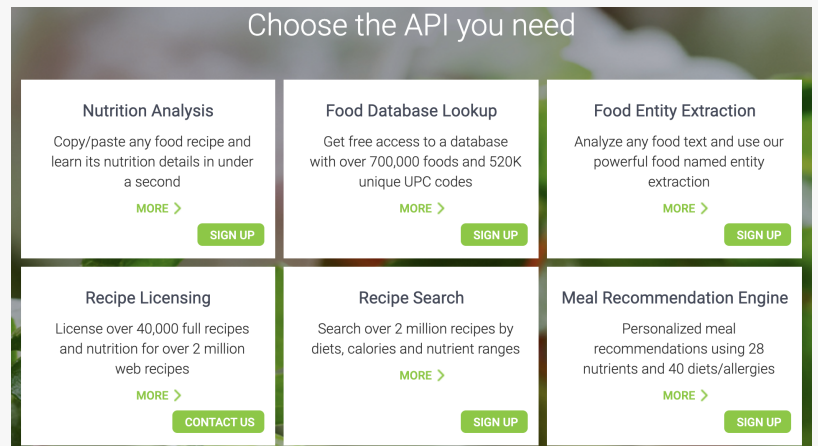 Choose the API you need
Nutrition Analysis
Copy/paste any food recipe and
learn its nutrition details in under
a second
MORE
SIGN UP
Food Database Lookup
Get free access to a database
with over 700,000 foods and 520K
unique UPC codes
MORE
SIGN UP
Food Entity Extraction
Analyze any food text and use our
powerful food named entity
extraction
MORE
SIGN UP
Recipe Licensing
License over 40,000 full recipes
and nutrition for over 2 million
web recipes
MORE
CONTACT US
Recipe Search
Search over 2 million recipes by
diets, calories and nutrient ranges
MORE
SIGN UP
Meal Recommendation Engine
Personalized meal
recommendations using 28
nutrients and 40 diets/allergies
MORE
SIGN UP